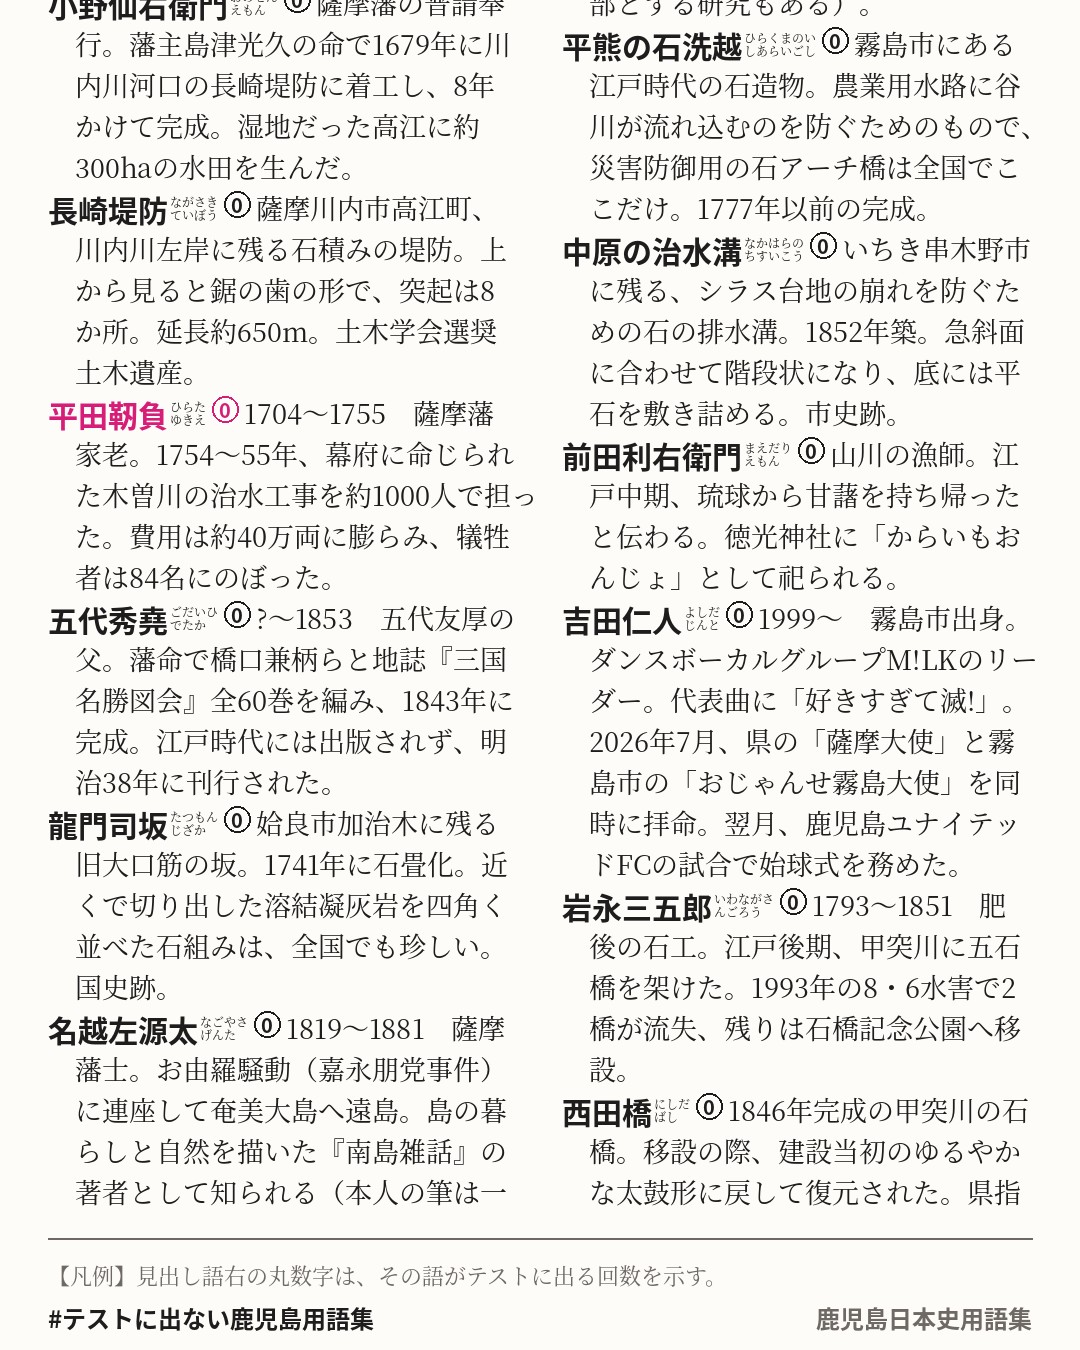 小野仙右衛門 えもん 0 薩摩藩の普請奉
行。藩主島津光久の命で1679年に川
内川河口の長崎堤防に着工し、8年
かけて完成。湿地だった高江に約
300haの水田を生んだ。
長崎堤防 ながさきていぼう 0 薩摩川内市高江町、
川内川左岸に残る石積みの堤防。上
から見ると鋸の歯の形で、突起は8
か所。延長約650m。土木学会選奨
土木遺産。
平田靭負 ひらたゆきえ 0 1704〜1755　薩摩藩
家老。1754〜55年、幕府に命じられ
た木曽川の治水工事を約1000人で担っ
た。費用は約40万両に膨らみ、犠牲
者は84名にのぼった。
五代秀堯 ごだいひでたか 0 ?〜1853　五代友厚の
父。藩命で橋口兼柄らと地誌『三国
名勝図会』全60巻を編み、1843年に
完成。江戸時代には出版されず、明
治38年に刊行された。
龍門司坂 たつもんじざか 0 姶良市加治木に残る
旧大口筋の坂。1741年に石畳化。近
くで切り出した溶結凝灰岩を四角く
並べた石組みは、全国でも珍しい。
国史跡。
名越左源太 なごやさげんた 0 1819〜1881　薩摩
藩士。お由羅騒動（嘉永朋党事件）
に連座して奄美大島へ遠島。島の暮
らしと自然を描いた『南島雑話』の
著者として知られる（本人の筆は一
部とする研究もある）。
平熊の石洗越 ひらくまのいしあらいごし 0 霧島市にある
江戸時代の石造物。農業用水路に谷
川が流れ込むのを防ぐためのもので、
災害防御用の石アーチ橋は全国でこ
こだけ。1777年以前の完成。
中原の治水溝 なかはらのちすいこう 0 いちき串木野市
に残る、シラス台地の崩れを防ぐた
めの石の排水溝。1852年築。急斜面
に合わせて階段状になり、底には平
石を敷き詰める。市史跡。
前田利右衛門 まえだりえもん 0 山川の漁師。江
戸中期、琉球から甘藷を持ち帰った
と伝わる。徳光神社に「からいもお
んじょ」として祀られる。
吉田仁人 よしだじんと 0 1999〜　霧島市出身。
ダンスボーカルグループM!LKのリー
ダー。代表曲に「好きすぎて滅!」。
2026年7月、県の「薩摩大使」と霧
島市の「おじゃんせ霧島大使」を同
時に拝命。翌月、鹿児島ユナイテッ
ドFCの試合で始球式を務めた。
岩永三五郎 いわながさんごろう 0 1793〜1851　肥
後の石工。江戸後期、甲突川に五石
橋を架けた。1993年の8・6水害で2
橋が流失、残りは石橋記念公園へ移
設。
西田橋 にしだばし 0 1846年完成の甲突川の石
橋。移設の際、建設当初のゆるやか
な太鼓形に戻して復元された。県指
【凡例】見出し語右の丸数字は、その語がテストに出る回数を示す。
#テストに出ない鹿児島用語集
鹿児島日本史用語集